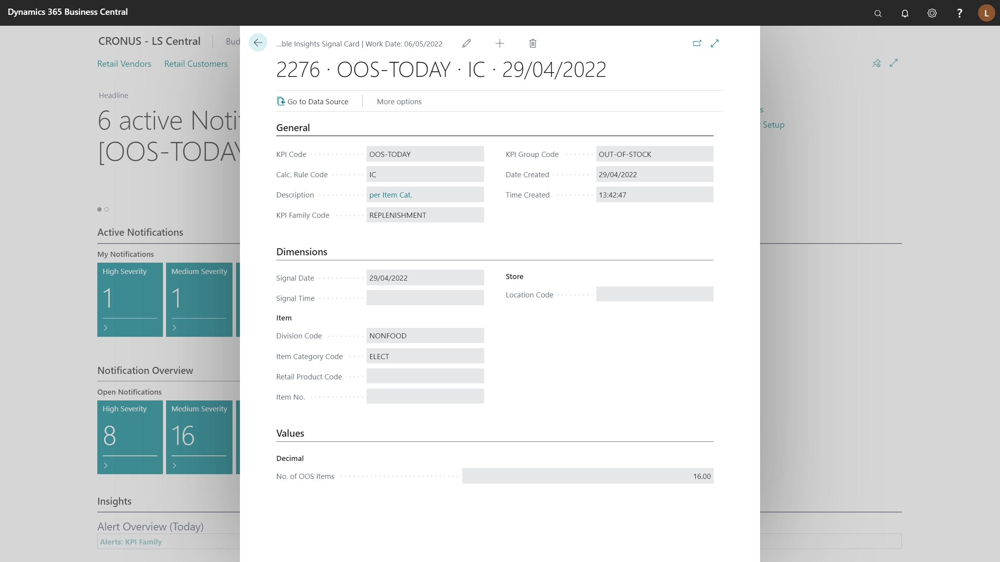 Dynamics 365 Business Central
L
CRONUS - LS Central
Bud
Retail Vendors
Retail Customers
Headline
6 active Noti
[OOS-TODAY
Active Notifications
My Notifications
High Severity
1
Medium Severity
1
Notification Overview
Open Notifications
High Severity
8
Medium Severity
16
Insights
Alert Overview (Today)
Alerts: KPI Family
...ble Insights Signal Card | Work Date: 06/05/2022
2276 · OOS-TODAY · IC · 29/04/2022
Go to Data Source
More options
General
KPI Code
OOS-TODAY
Calc. Rule Code
IC
Description
per Item Cat.
KPI Family Code
REPLENISHMENT
KPI Group Code
OUT-OF-STOCK
Date Created
29/04/2022
Time Created
13:42:47
Dimensions
Signal Date
29/04/2022
Signal Time
Item
Division Code
NONFOOD
Item Category Code
ELECT
Retail Product Code
Item No.
Store
Location Code
Values
Decimal
No. of OOS Items
16.00
s
Setup